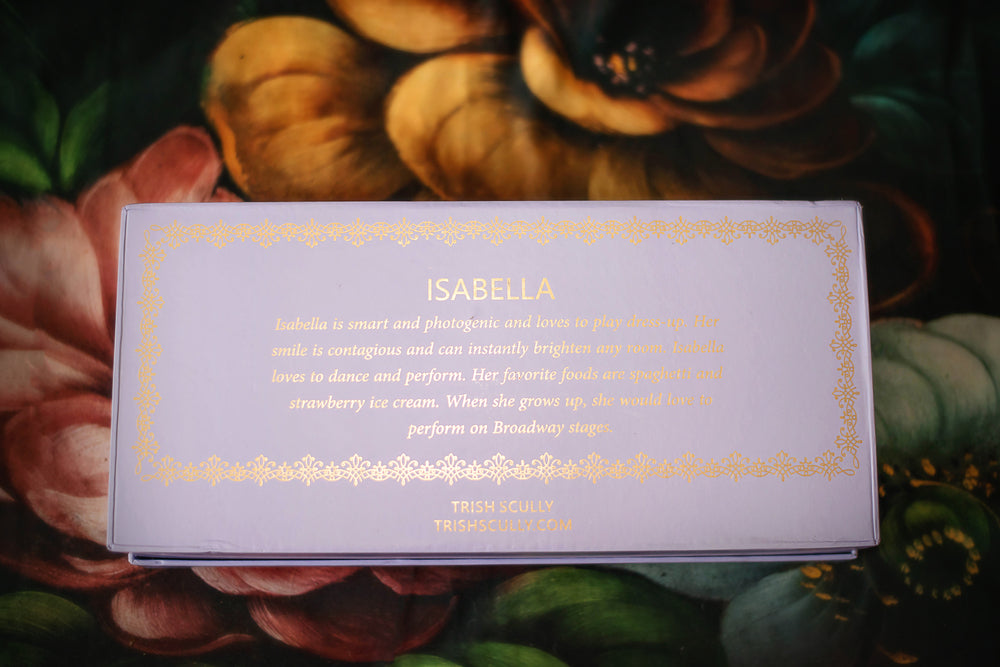 ISABELLA
Isabella is smart and photogenic and loves to play dress-up. Her
smile is contagious and can instantly brighten any room. Isabella
loves to dance and perform. Her favorite foods are spaghetti and
strawberry ice cream. When she grows up, she would love to
perform on Broadway stages.
TRISH SCULLY
TRISHSCULLY.COM